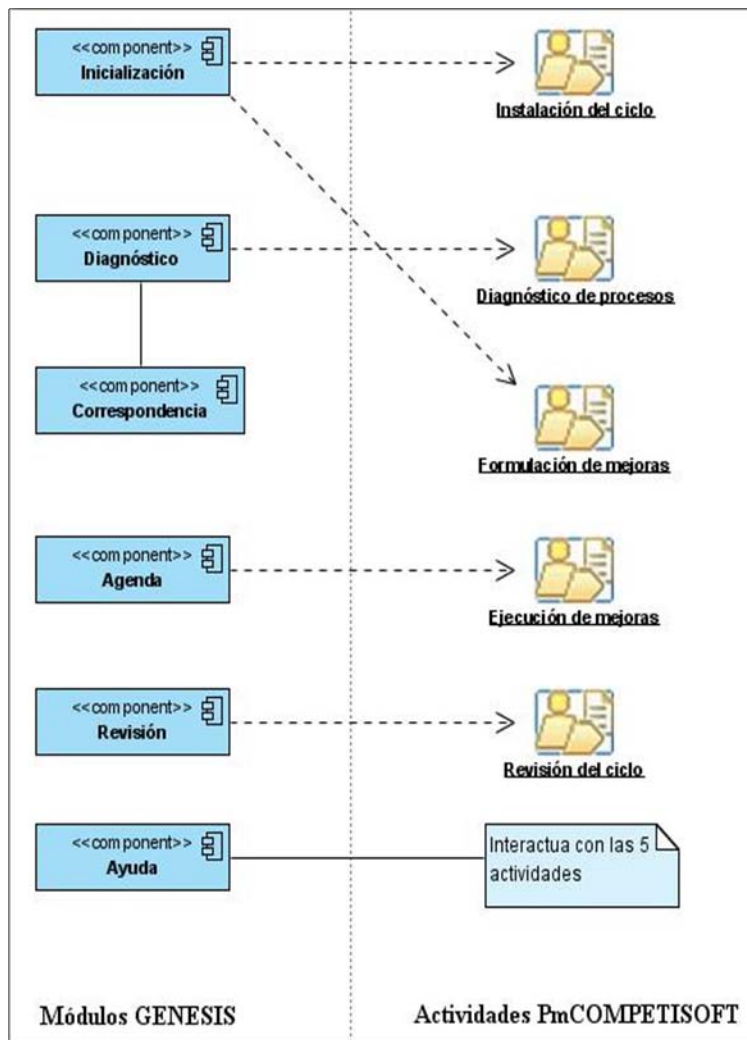 <<component>>
Inicialización
Instalación del ciclo
<<component>>
Diagnóstico
Diagnóstico de procesos
<<component>>
Correspondencia
Formulación de mejoras
<<component>>
Agenda
Ejecución de mejoras
<<component>>
Revisión
Revisión del ciclo
<<component>>
Ayuda
Interactua con las 5
actividades
Módulos GENESIS
Actividades PmCOMPETISOFT